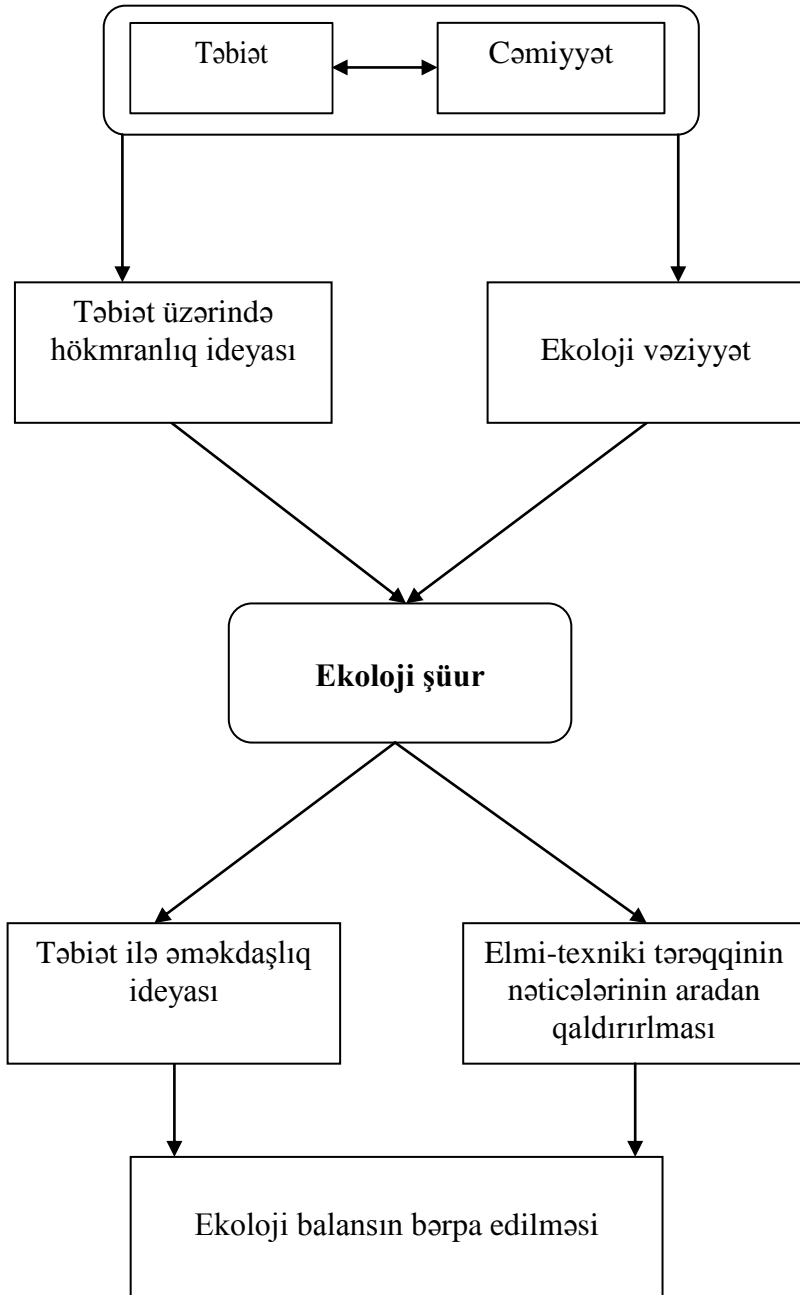 Təbiət
Cəmiyyət
Təbiət üzərində
hökmranlıq ideyası
Ekoloji vəziyyət
Ekoloji şüur
Təbiət ilə əməkdaşlıq
ideyası
Elmi-texniki tərəqqinin
nəticələrinin aradan
qaldırırlması
Ekoloji balansın bərpa edilməsi